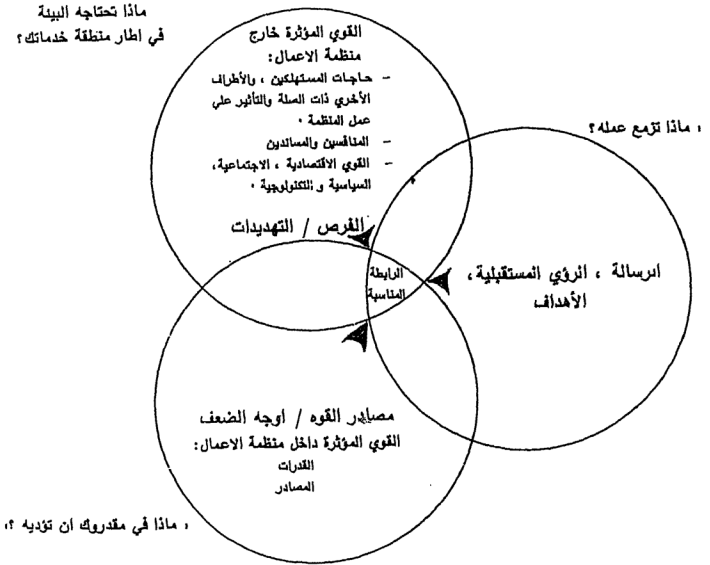 ماذا تحتاجه البيئة
في اطار منطقة خدماتك؟
القوي المؤثرة خارج
منظمة الاعمال:
- حاجات المستهلكين ، والأطراف
الأخري ذات الصلة والتأثير علي
عمل المنظمة .
- المنافسين والمساندين
- القوي الاقتصادية ، الاجتماعية،
السياسية و التكنولوجية .
الفرص / التهديدات
، ماذا تزمع عمله؟
الرسالة ، الرؤي المستقبلية ،
الأهداف
الرابطة
المناسبة
مصادر القوه / اوجه الضعف
القوي المؤثرة داخل منظمة الاعمال:
القدرات
المصادر
، ماذا في مقدروك ان تؤديه ؟،